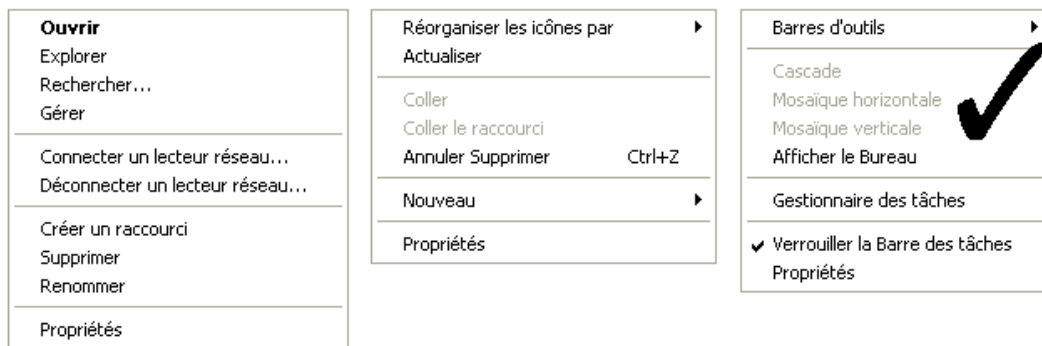 Ouvrir
Explorer
Rechercher...
Gérer
Connecter un lecteur réseau...
Déconnecter un lecteur réseau...
Créer un raccourci
Supprimer
Renommer
Propriétés
Réorganiser les icônes par
Actualiser
Coller
Coller le raccourci
Annuler Supprimer Ctrl+Z
Nouveau
Propriétés
Barres d'outils
Cascade
Mosaïque horizontale
Mosaïque verticale
Afficher le Bureau
Gestionnaire des tâches
Verrouiller la Barre des tâches
Propriétés